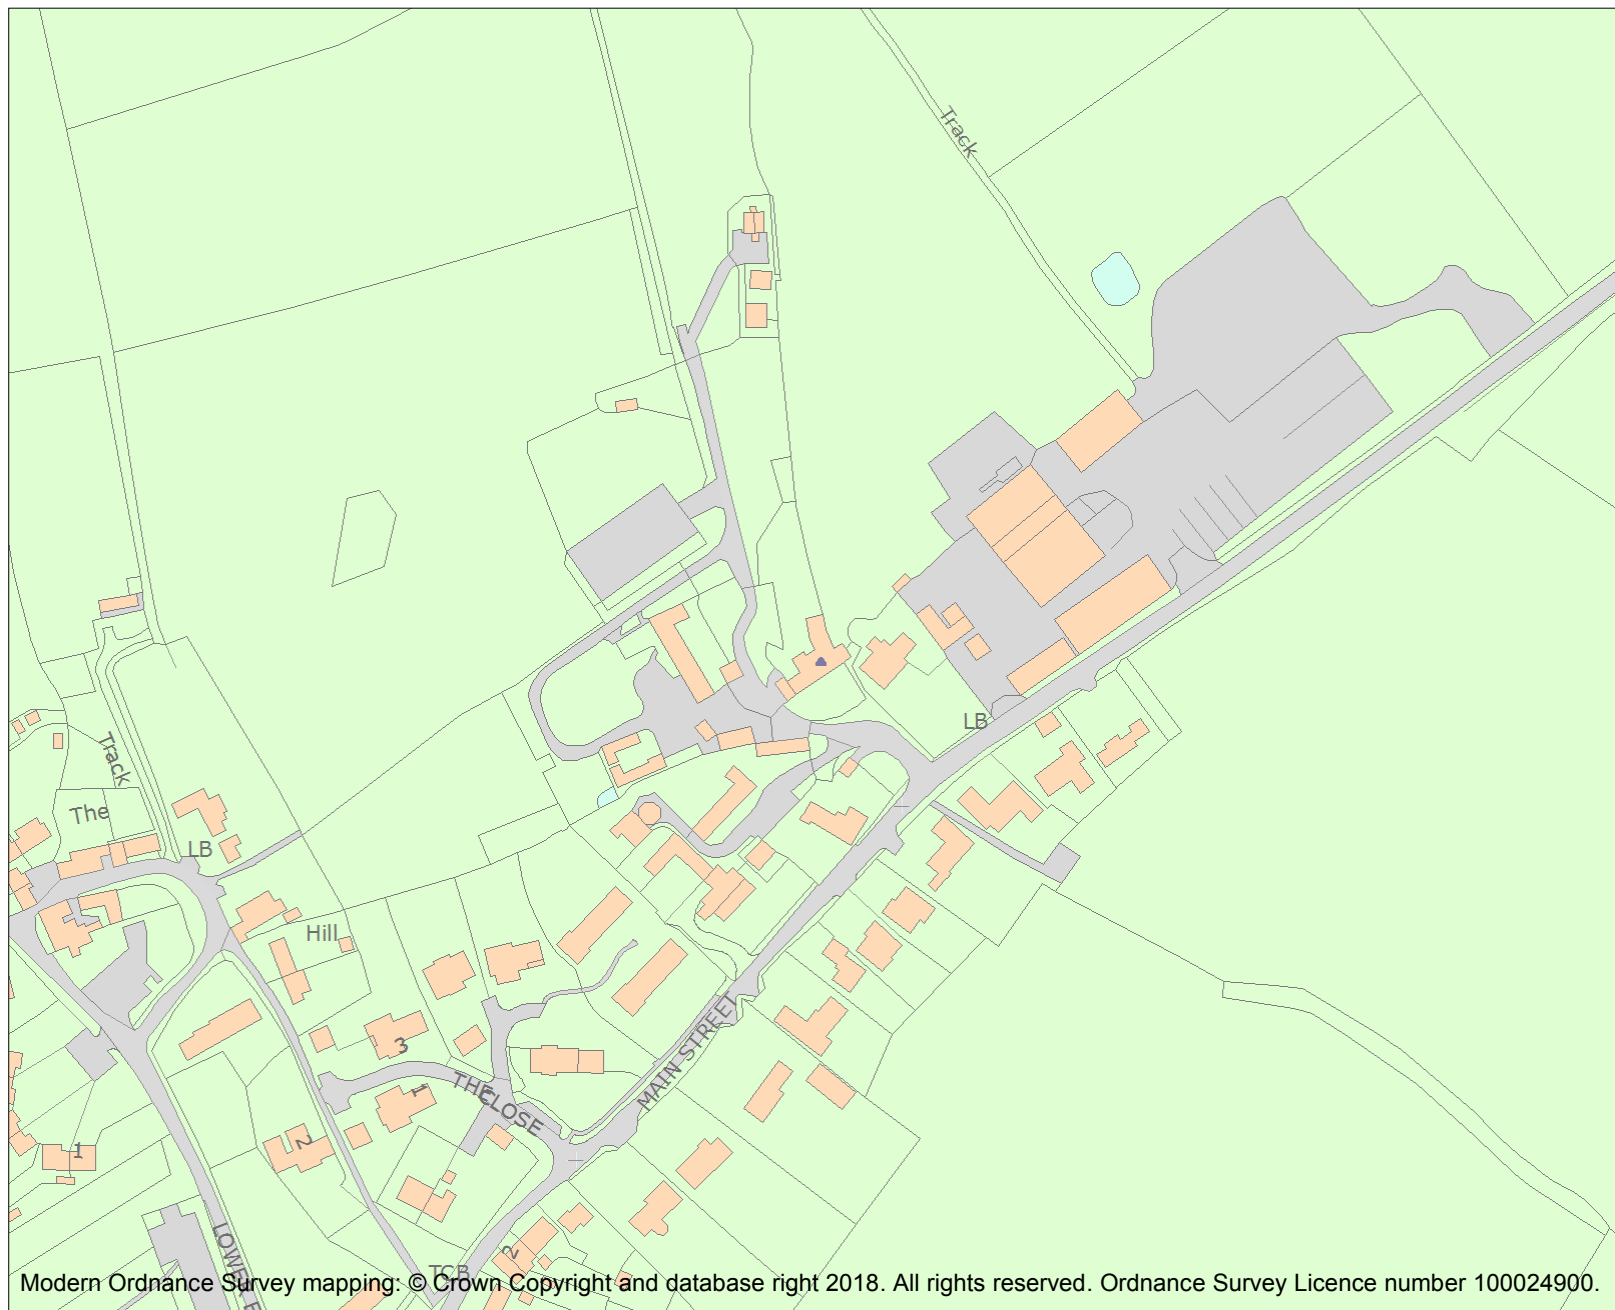 Track
LB
Track
The
LB
Hill
MAIN STREET
3
THE CLOSE
1
2
1
LOWER
2
TCB
Modern Ordnance Survey mapping: © Crown Copyright and database right 2018. All rights reserved. Ordnance Survey Licence number 100024900.